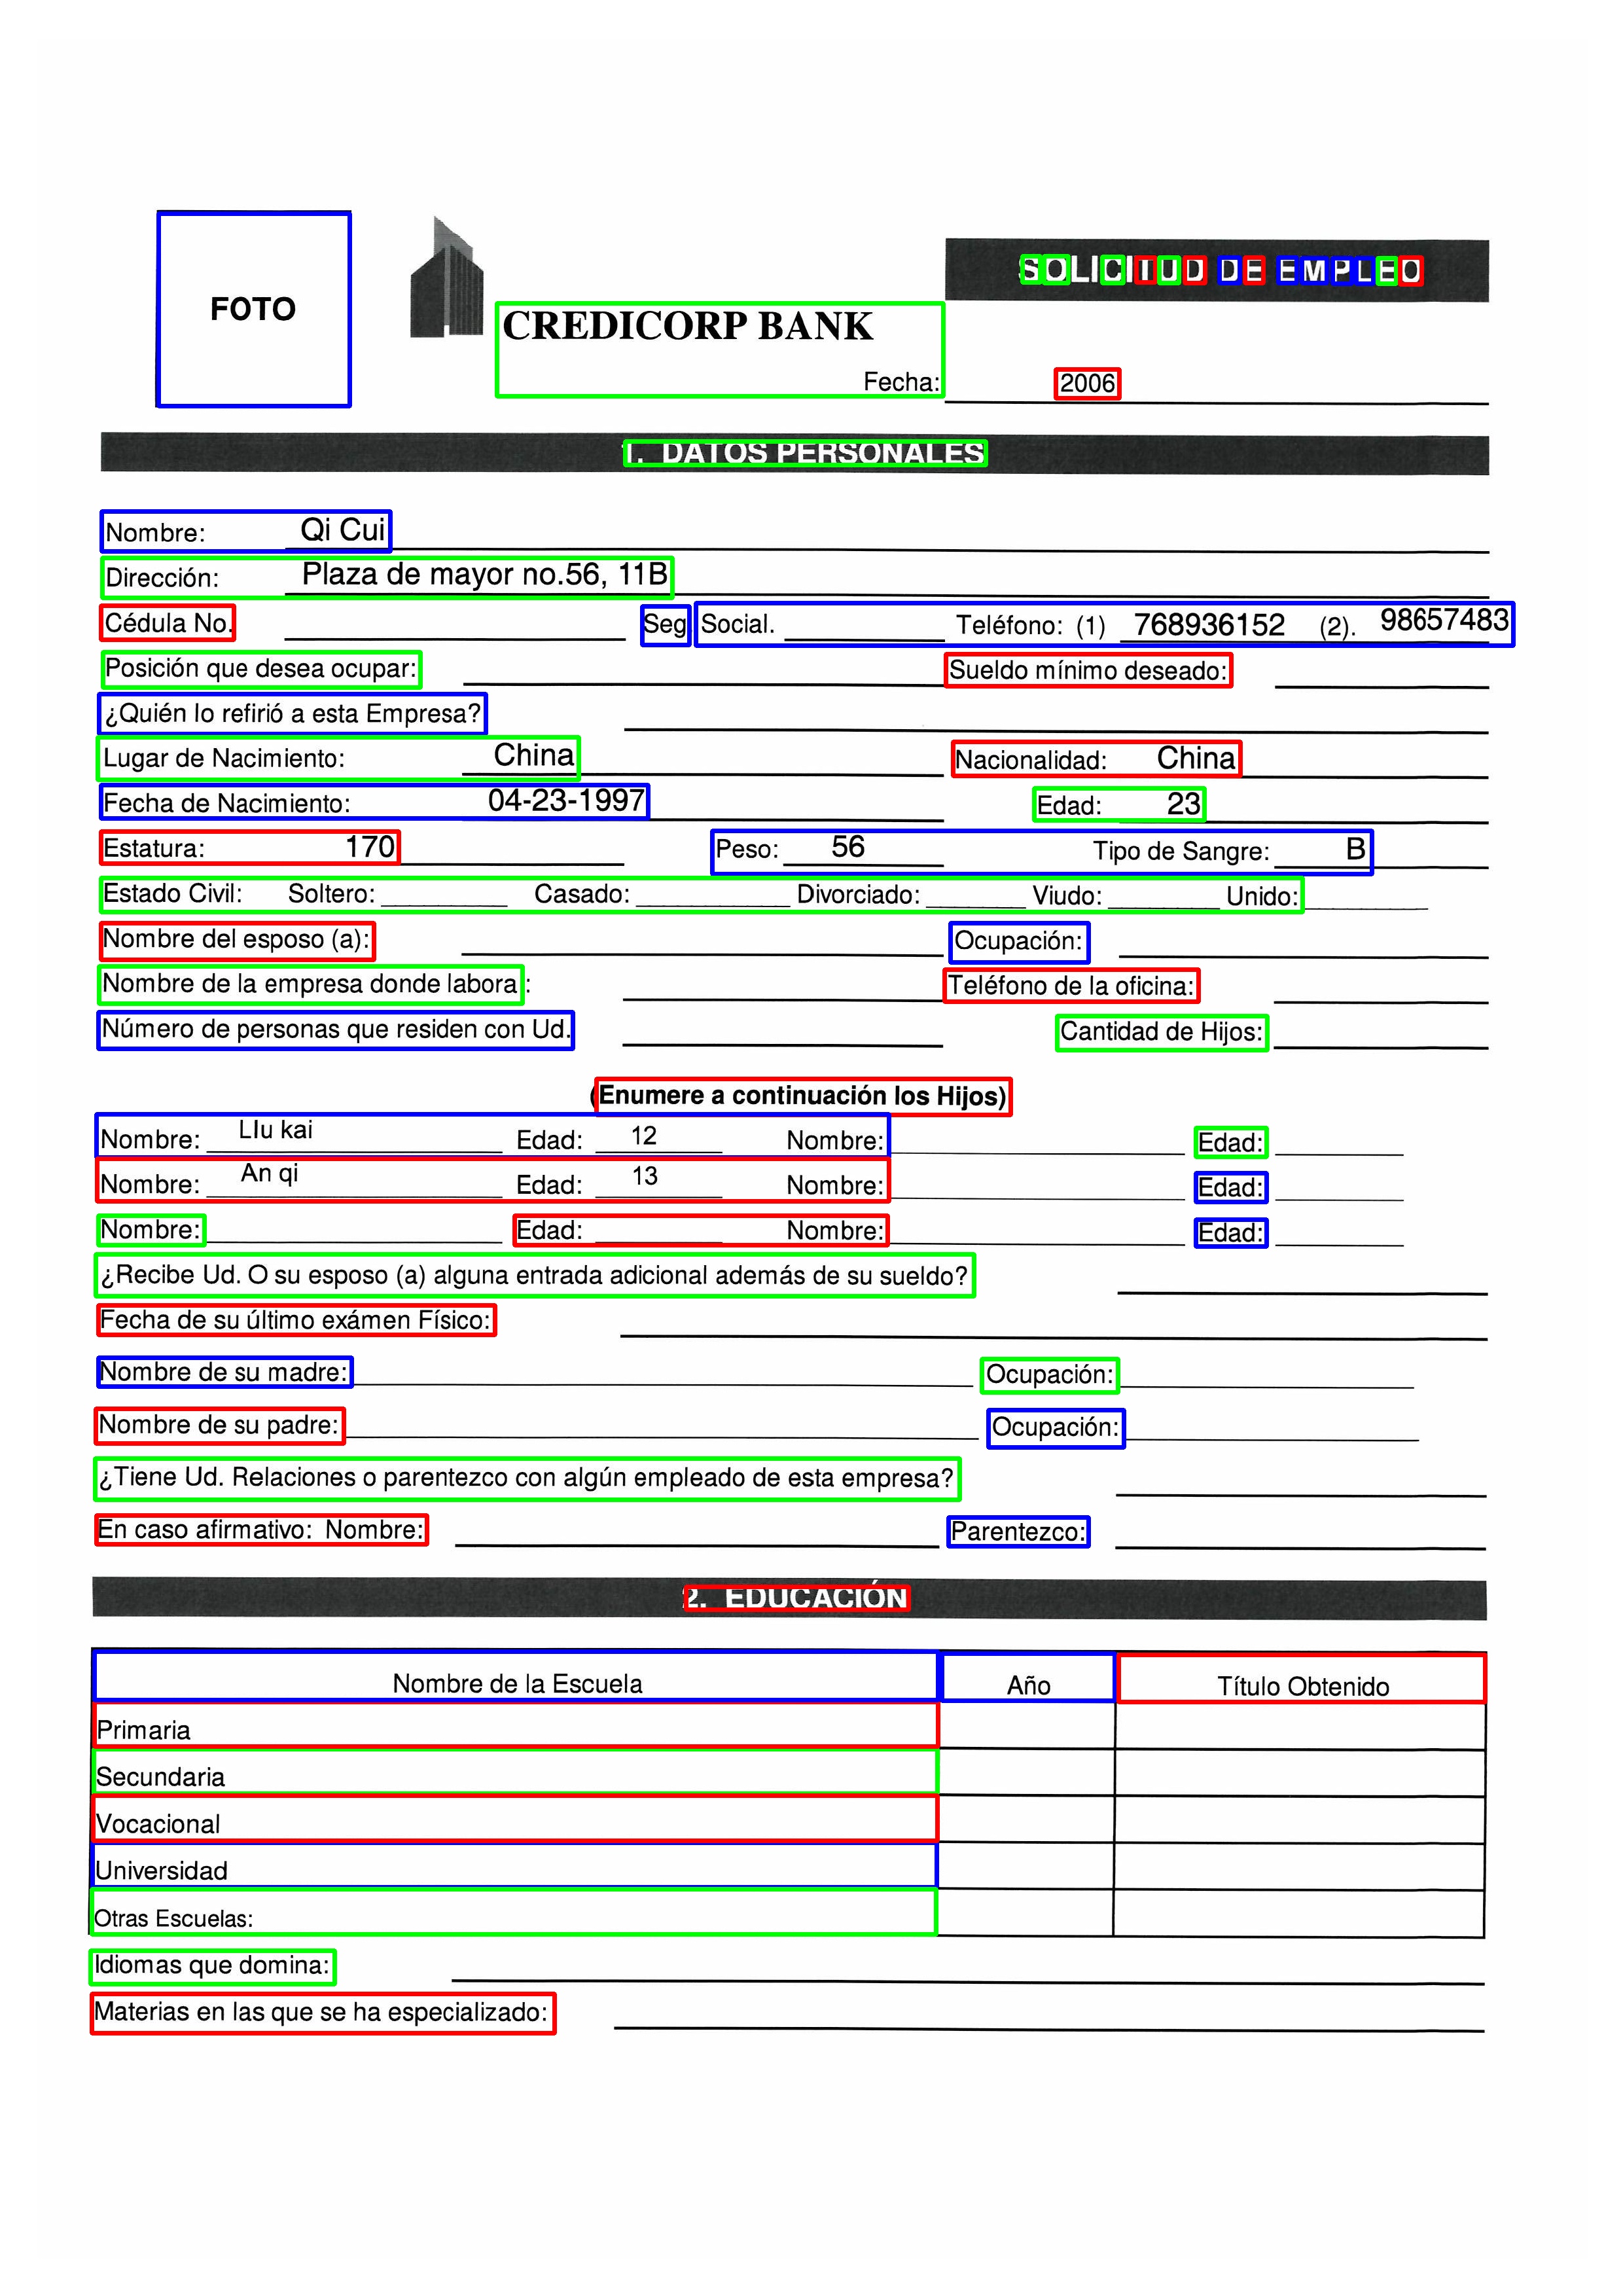 FOTO
SOLICITUD DE EMPLEO
CREDICORP BANK
Fecha: 2006
1. DATOS PERSONALES
Nombre: Qi Cui
Dirección: Plaza de mayor no.56, 11B
Cédula No. Seg Social. Teléfono: (1) 768936152 (2). 98657483
Posición que desea ocupar: Sueldo mínimo deseado:
¿Quién lo refirió a esta Empresa?
Lugar de Nacimiento: China Nacionalidad: China
Fecha de Nacimiento: 04-23-1997 Edad: 23
Estatura: 170 Peso: 56 Tipo de Sangre: B
Estado Civil: Soltero: Casado: Divorciado: Viudo: Unido:
Nombre del esposo (a): Ocupación:
Nombre de la empresa donde labora : Teléfono de la oficina:
Número de personas que residen con Ud. Cantidad de Hijos:
(Enumere a continuación los Hijos)
Nombre: LIu kai Edad: 12 Nombre: Edad:
Nombre: An qi Edad: 13 Nombre: Edad:
Nombre: Edad: Nombre: Edad:
¿Recibe Ud. O su esposo (a) alguna entrada adicional además de su sueldo?
Fecha de su último exámen Físico:
Nombre de su madre: Ocupación:
Nombre de su padre: Ocupación:
¿Tiene Ud. Relaciones o parentezco con algún empleado de esta empresa?
En caso afirmativo: Nombre: Parentezco:
2. EDUCACIÓN
Nombre de la Escuela Año Título Obtenido
Primaria
Secundaria
Vocacional
Universidad
Otras Escuelas:
Idiomas que domina:
Materias en las que se ha especializado: